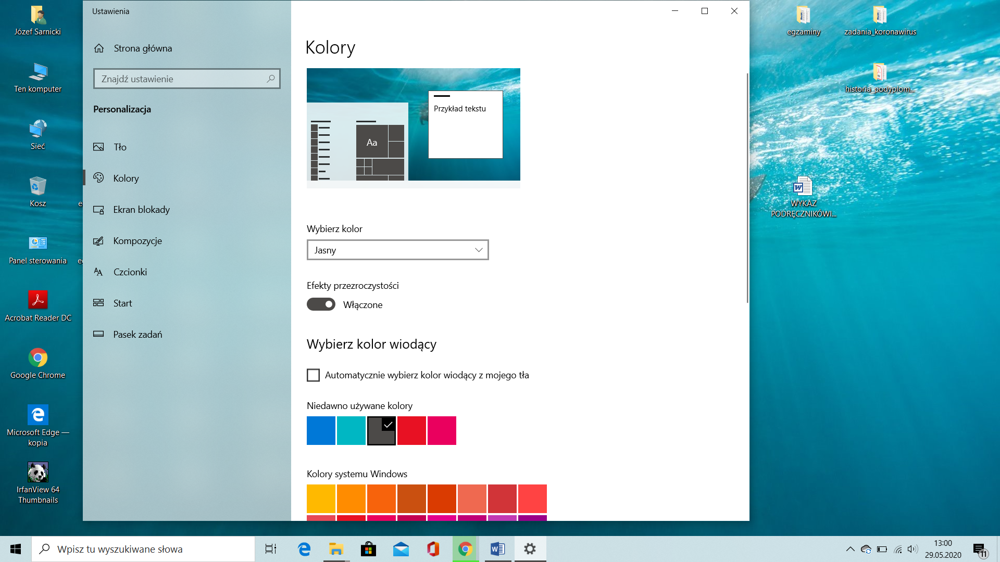 Józef Sarnicki
Ten komputer
Sieć
Kosz
Panel sterowania
Acrobat Reader DC
Google Chrome
Microsoft Edge —
kopia
IrfanView 64
Thumbnails
e
Ustawienia
Strona główna
Znajdź ustawienie
Personalizacja
Tło
Kolory
Ekran blokady
Kompozycje
Czcionki
Start
Pasek zadań
Kolory
Aa
Przykład tekstu
Wybierz kolor
Jasny
Efekty przezroczystości
Włączone
Wybierz kolor wiodący
Automatycznie wybierz kolor wiodący z mojego tła
Niedawno używane kolory
Kolory systemu Windows
egzaminy
zadania_koronawirus
historia_podyplom...
WYKAZ
PODRĘCZNIKÓWI...
Wpisz tu wyszukiwane słowa
13:00
29.05.2020
11